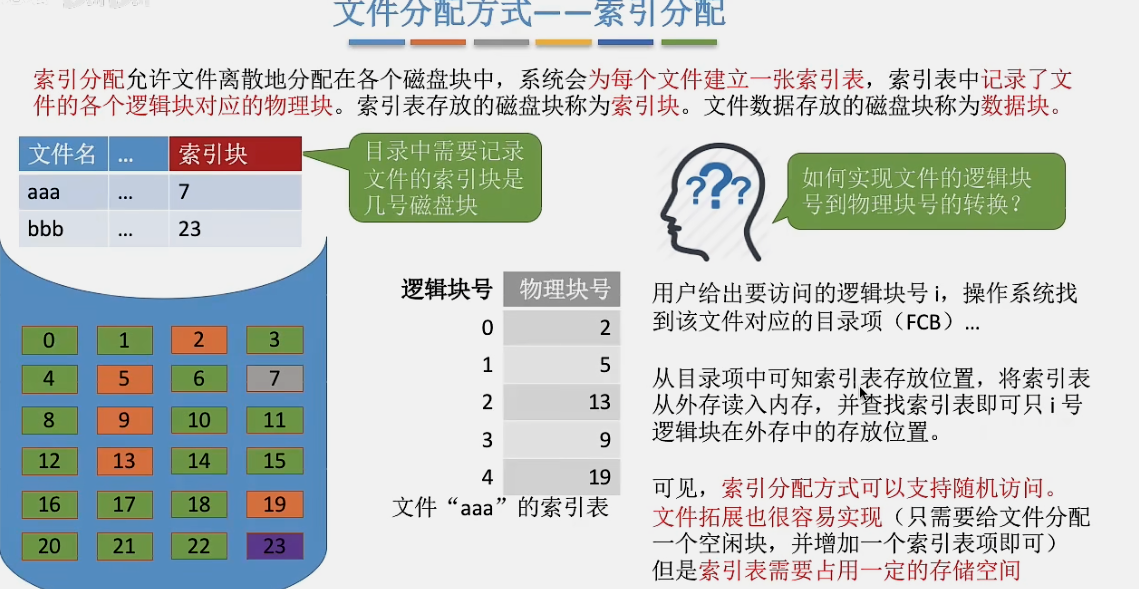 文件分配方式——索引分配
索引分配允许文件离散地分配在各个磁盘块中，系统会为每个文件建立一张索引表，索引表中记录了文
件的各个逻辑块对应的物理块。索引表存放的磁盘块称为索引块。文件数据存放的磁盘块称为数据块。
文件名 ... 索引块
aaa ... 7
bbb ... 23
目录中需要记录
文件的索引块是
几号磁盘块
???
如何实现文件的逻辑块
号到物理块号的转换？
0 1 2 3
4 5 6 7
8 9 10 11
12 13 14 15
16 17 18 19
20 21 22 23
逻辑块号 物理块号
0 2
1 5
2 13
3 9
4 19
文件“aaa”的索引表
用户给出要访问的逻辑块号 i，操作系统找
到该文件对应的目录项（FCB）...
从目录项中可知索引表存放位置，将索引表
从外存读入内存，并查找索引表即可只 i 号
逻辑块在外存中的存放位置。
可见，索引分配方式可以支持随机访问。
文件拓展也很容易实现（只需要给文件分配
一个空闲块，并增加一个索引表项即可）
但是索引表需要占用一定的存储空间